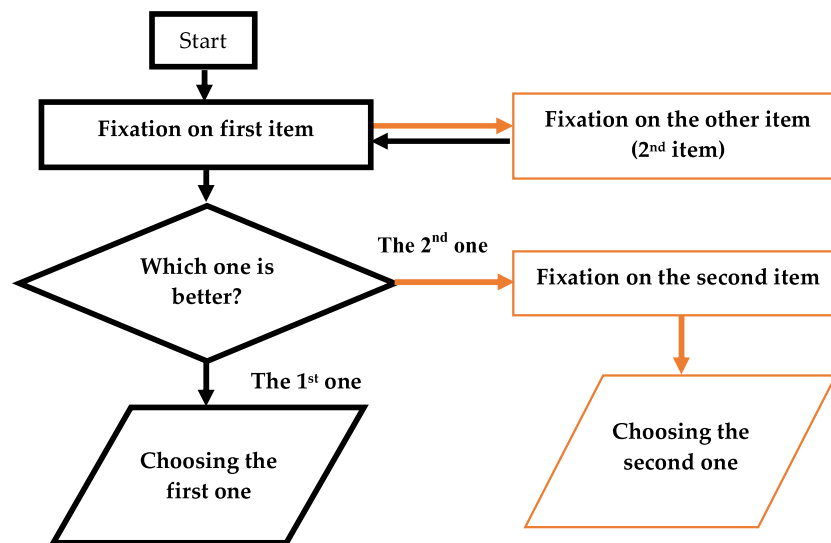 Start
Fixation on first item
Fixation on the other item
(2nd item)
The 2nd one
Which one is
better?
Fixation on the second item
The 1st one
Choosing the
first one
Choosing the
second one